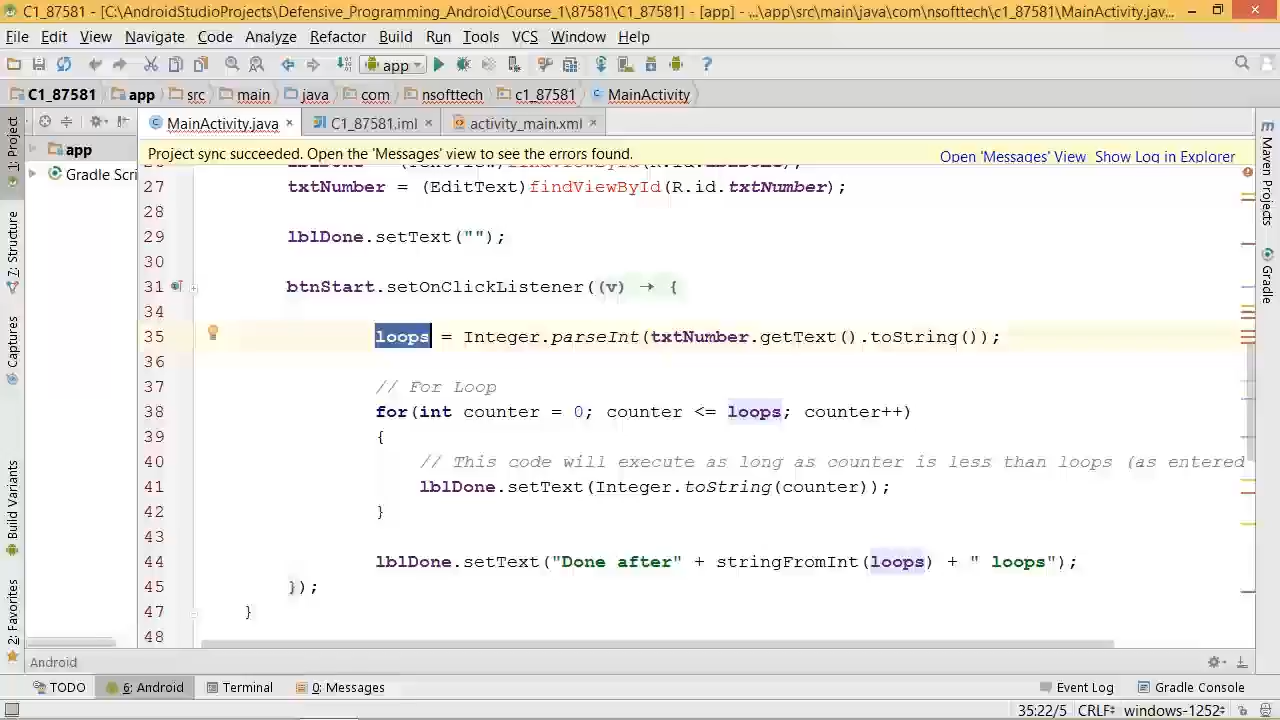 C1_87581 - [C:\AndroidStudioProjects\Defensive_Programming_Android\Course_1\87581\C1_87581] - [app] - ...\app\src\main\java\com\nsofttech\c1_87581\MainActivity.jav...
File Edit View Navigate Code Analyze Refactor Build Run Tools VCS Window Help
app
C1_87581 app src main java com nsofttech c1_87581 MainActivity
1: Project
MainActivity.java C1_87581.iml activity_main.xml
app
Gradle Scri
Project sync succeeded. Open the 'Messages' view to see the errors found. Open 'Messages' View Show Log in Explorer
27 txtNumber = (EditText)findViewById(R.id.txtNumber);
28
29 lblDone.setText("");
30
31 btnStart.setOnClickListener((v) → {
34
35 loops = Integer.parseInt(txtNumber.getText().toString());
36
37 // For Loop
38 for(int counter = 0; counter <= loops; counter++)
39 {
40 // This code will execute as long as counter is less than loops (as entered
41 lblDone.setText(Integer.toString(counter));
42 }
43
44 lblDone.setText("Done after" + stringFromInt(loops) + " loops");
45 });
47 }
48
Z: Structure
Captures
Build Variants
2: Favorites
Maven Projects
Gradle
Android
TODO 6: Android Terminal 0: Messages Event Log Gradle Console
35:22/5 CRLF windows-1252